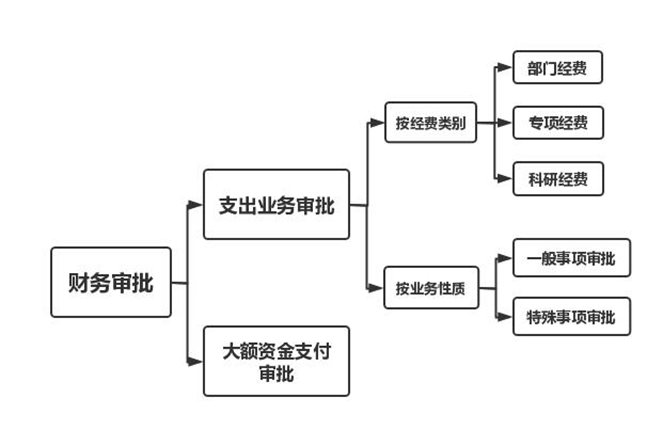 部门经费
按经费类别
专项经费
科研经费
支出业务审批
财务审批
一般事项审批
按业务性质
特殊事项审批
大额资金支付
审批